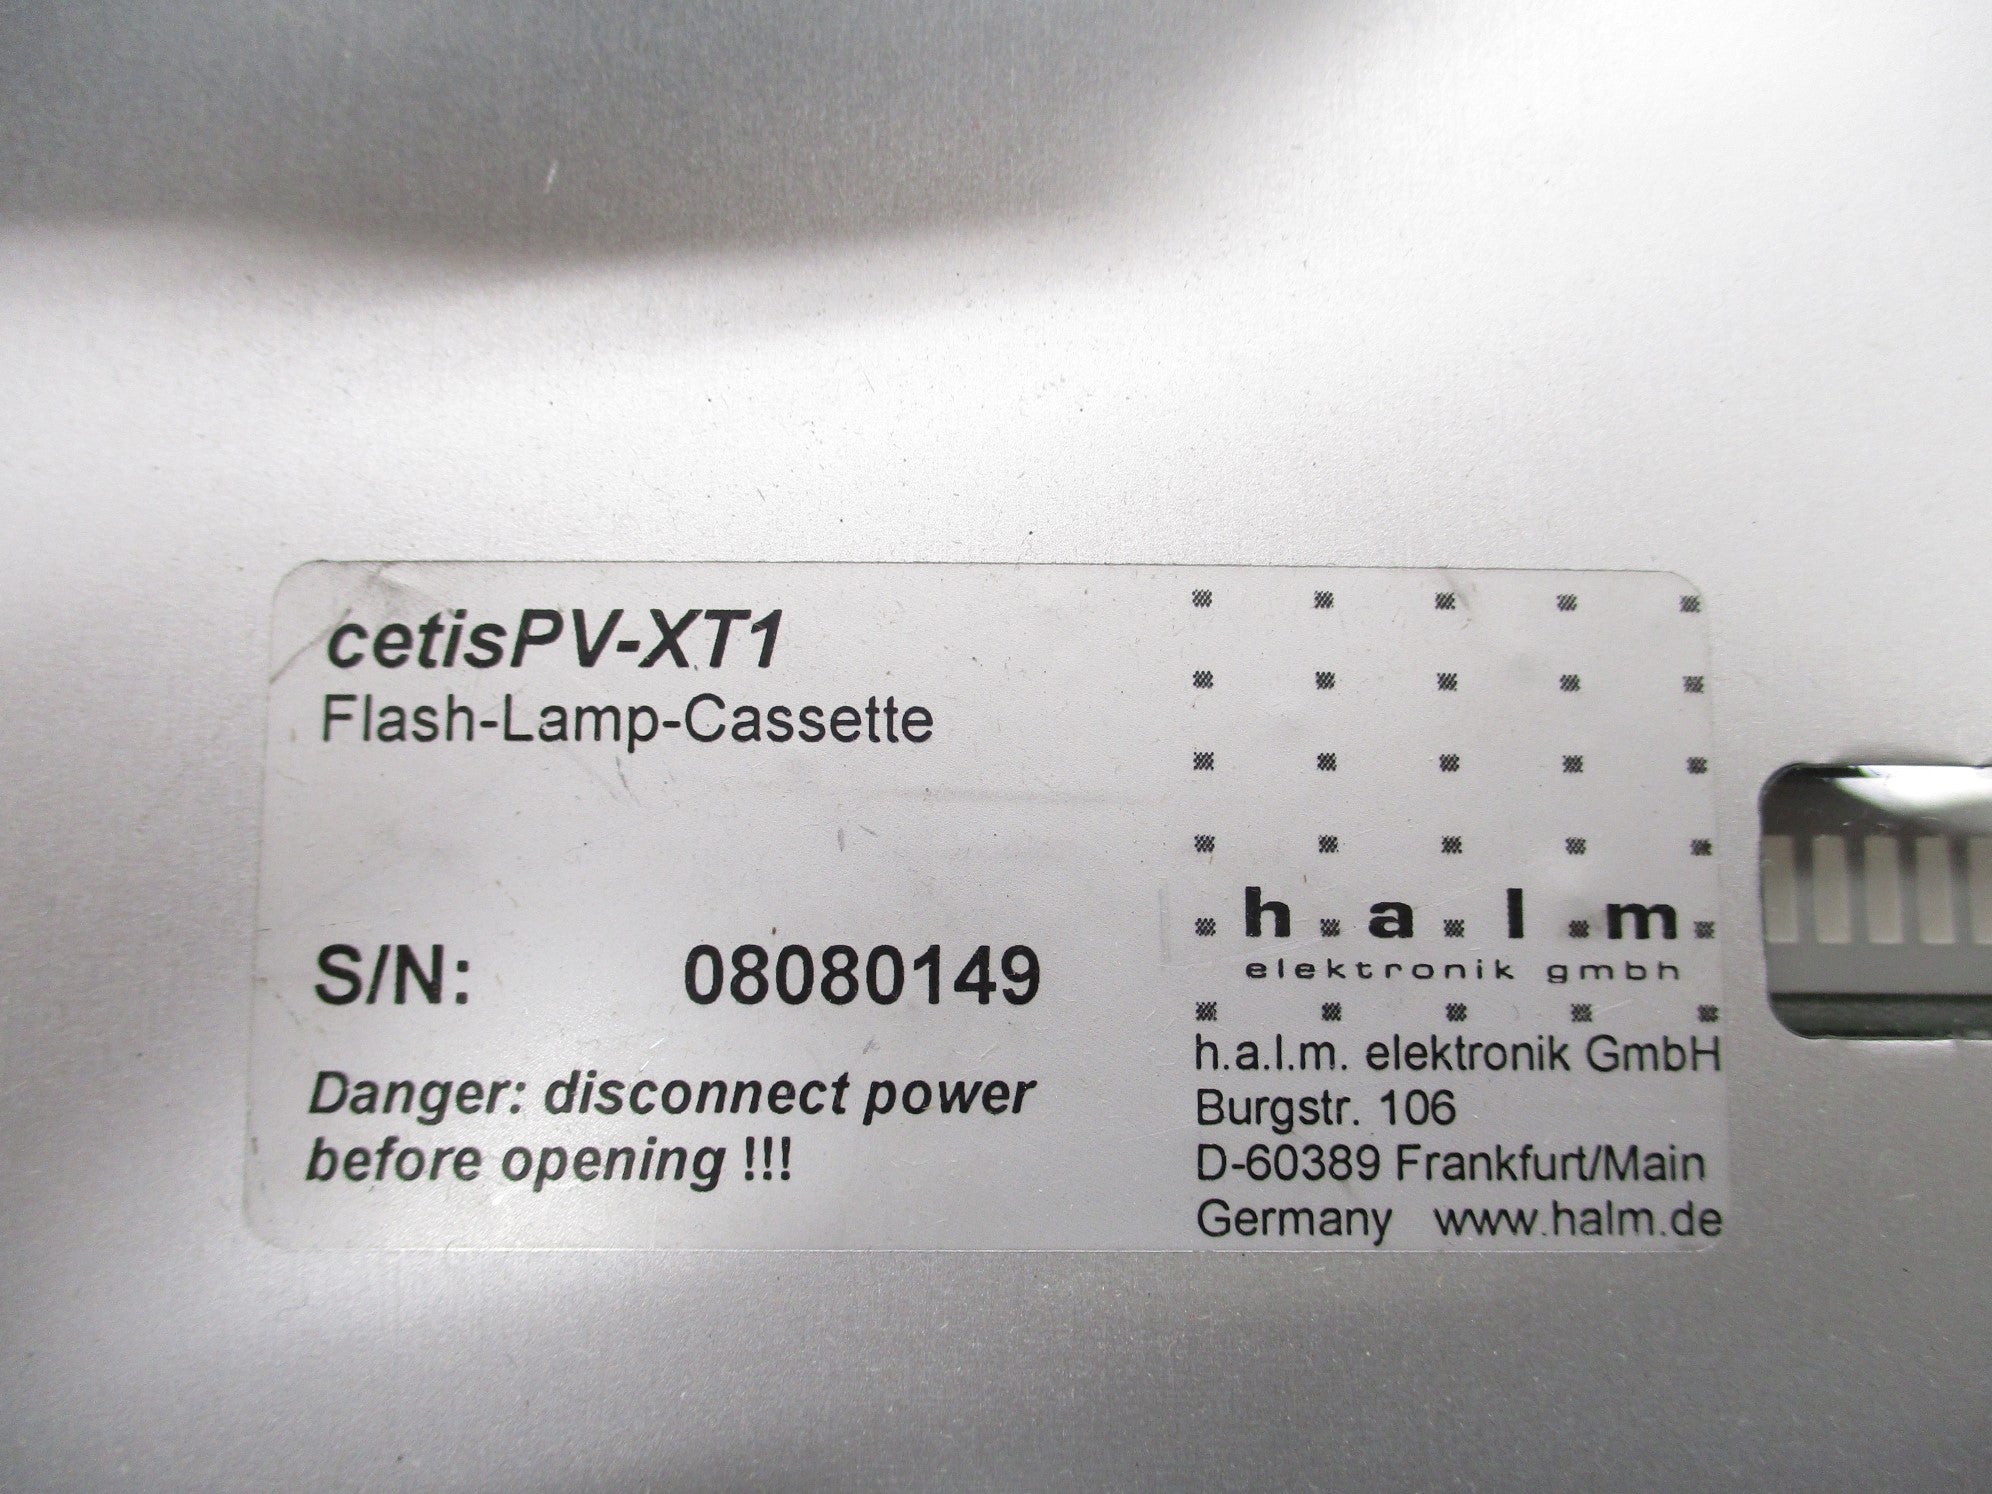 cetisPV-XT1
Flash-Lamp-Cassette
S/N: 08080149
Danger: disconnect power
before opening !!!
h.a.l.m.
elektronik gmbh
h.a.l.m. elektronik GmbH
Burgstr. 106
D-60389 Frankfurt/Main
Germany www.halm.de